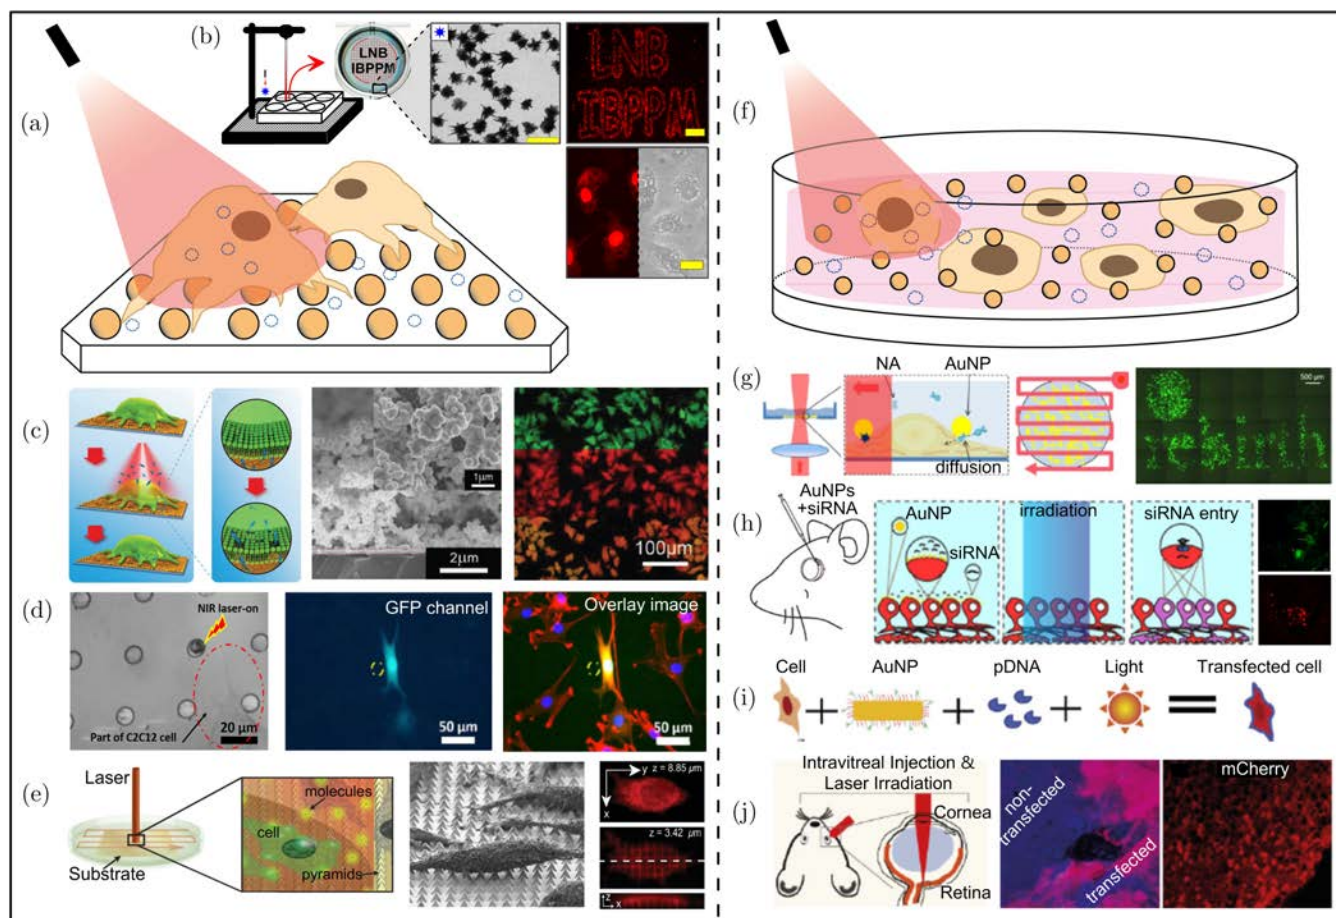 (a)
(b)
LNB
IBPPM
LNB
IBPPM
(c)
1μm
2μm
100μm
(d)
NIR laser-on
20 μm
Part of C2C12 cell
GFP channel
50 μm
Overlay image
50 μm
(e)
Laser
Substrate
molecules
cell
pyramids
y
z = 8.85 μm
x
z = 3.42 μm
z
x
(f)
(g)
NA
AuNP
diffusion
500 μm
(h)
AuNPs
+siRNA
AuNP
siRNA
irradiation
siRNA entry
(i)
Cell
AuNP
pDNA
Light
Transfected cell
+
+
+
=
(j)
Intravitreal Injection &
Laser Irradiation
Cornea
Retina
non-
transfected
transfected
mCherry